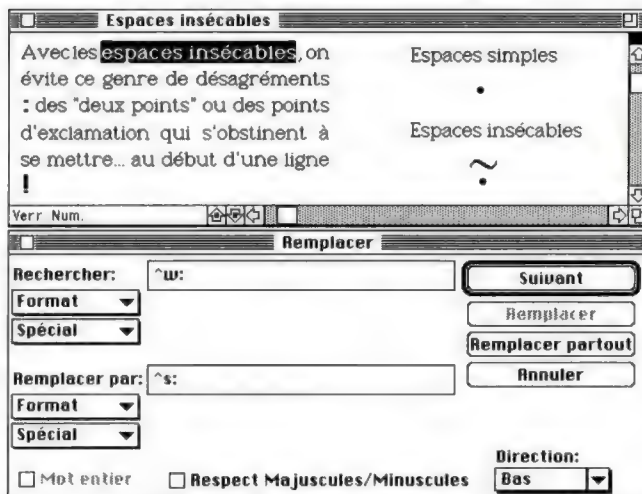 Espaces insécables
Avec les espaces insécables, on
évite ce genre de désagréments
: des "deux points" ou des points
d'exclamation qui s'obstinent à
se mettre... au début d'une ligne
!
Espaces simples
•
Espaces insécables
~
•
Verr Num.
Remplacer
Rechercher: ^w:
Format
Spécial
Remplacer par: ^s:
Format
Spécial
Suivant
Remplacer
Remplacer partout
Annuler
Mot entier
Respect Majuscules/Minuscules
Direction:
Bas